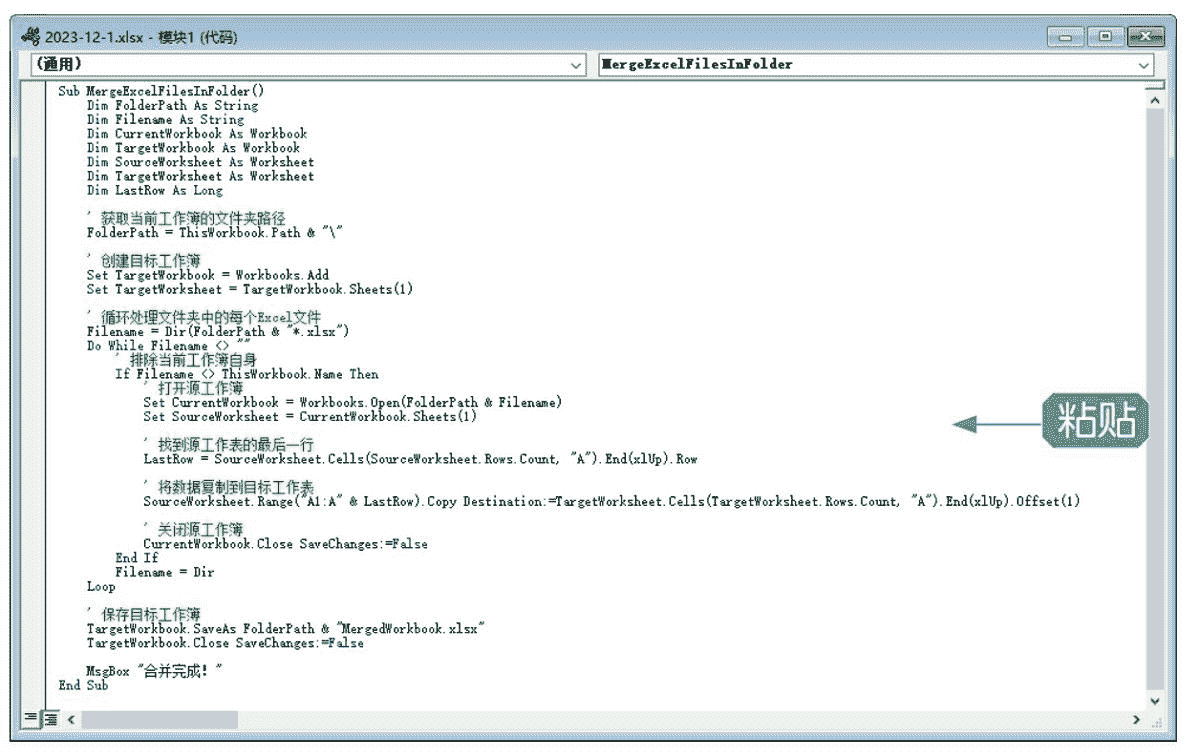 2023-12-1.xlsx - 模块1 (代码)
(通用)
MergeExcelFilesInFolder
Sub MergeExcelFilesInFolder()
    Dim FolderPath As String
    Dim Filename As String
    Dim CurrentWorkbook As Workbook
    Dim TargetWorkbook As Workbook
    Dim SourceWorksheet As Worksheet
    Dim TargetWorksheet As Worksheet
    Dim LastRow As Long
    ' 获取当前工作簿的文件夹路径
    FolderPath = ThisWorkbook.Path & "\"
    ' 创建目标工作簿
    Set TargetWorkbook = Workbooks.Add
    Set TargetWorksheet = TargetWorkbook.Sheets(1)
    ' 循环处理文件夹中的每个Excel文件
    Filename = Dir(FolderPath & "*.xlsx")
    Do While Filename <> ""
        ' 排除当前工作簿自身
        If Filename <> ThisWorkbook.Name Then
            ' 打开源工作簿
            Set CurrentWorkbook = Workbooks.Open(FolderPath & Filename)
            Set SourceWorksheet = CurrentWorkbook.Sheets(1)
            ' 找到源工作表的最后一行
            LastRow = SourceWorksheet.Cells(SourceWorksheet.Rows.Count, "A").End(xlUp).Row
            ' 将数据复制到目标工作表
            SourceWorksheet.Range("A1:A" & LastRow).Copy Destination:=TargetWorksheet.Cells(TargetWorksheet.Rows.Count, "A").End(xlUp).Offset(1)
            ' 关闭源工作簿
            CurrentWorkbook.Close SaveChanges:=False
        End If
        Filename = Dir
    Loop
    ' 保存目标工作簿
    TargetWorkbook.SaveAs FolderPath & "MergedWorkbook.xlsx"
    TargetWorkbook.Close SaveChanges:=False
    MsgBox "合并完成！"
End Sub
粘贴